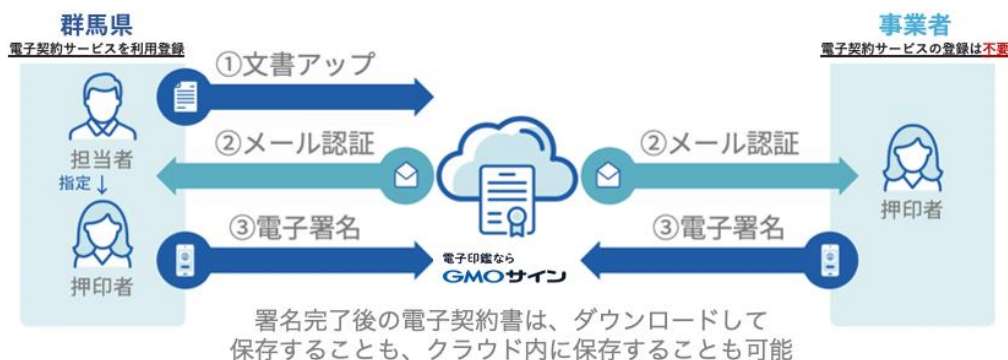 群馬県
電子契約サービスを利用登録
事業者
電子契約サービスの登録は不要
①文書アップ
担当者
指定↓
押印者
②メール認証
②メール認証
押印者
③電子署名
③電子署名
電子印鑑なら
GMOサイン
署名完了後の電子契約書は、ダウンロードして
保存することも、クラウド内に保存することも可能